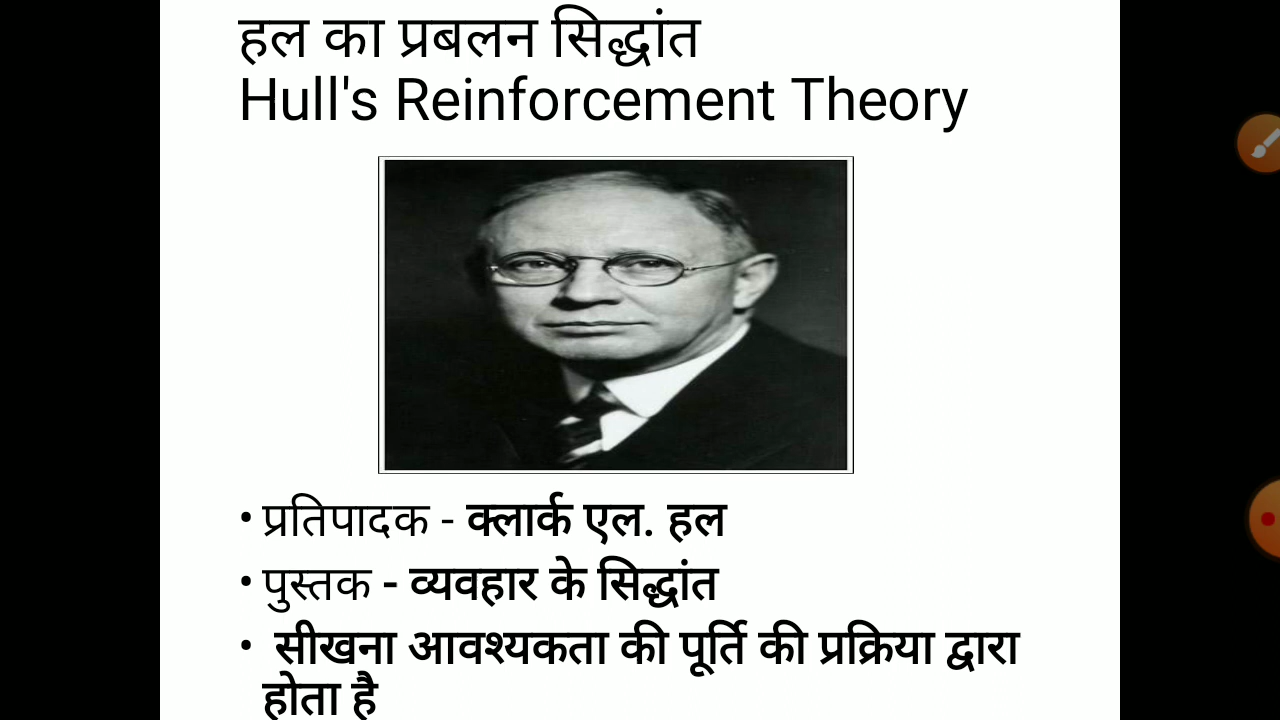 हल का प्रबलन सिद्धांत
Hull's Reinforcement Theory
• प्रतिपादक - क्लार्क एल. हल
• पुस्तक - व्यवहार के सिद्धांत
• सीखना आवश्यकता की पूर्ति की प्रक्रिया द्वारा
होता है